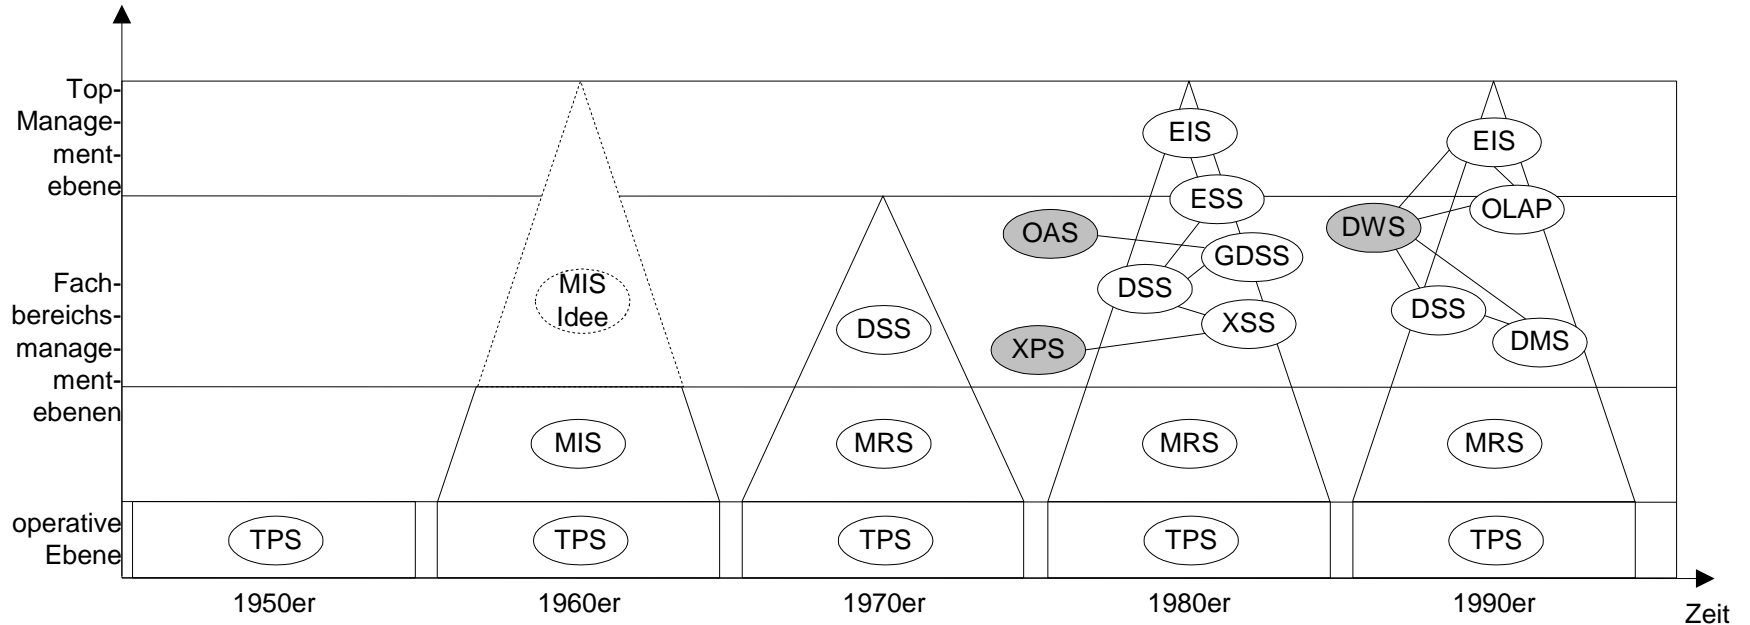 Top-
Manage-
ment-
ebene
Fach-
bereichs-
manage-
ment-
ebenen
operative
Ebene
TPS
1950er
MIS
Idee
MIS
TPS
1960er
DSS
MRS
TPS
1970er
EIS
ESS
OAS
GDSS
DSS
XSS
XPS
MRS
TPS
1980er
EIS
OLAP
DWS
DSS
DMS
MRS
TPS
1990er
Zeit